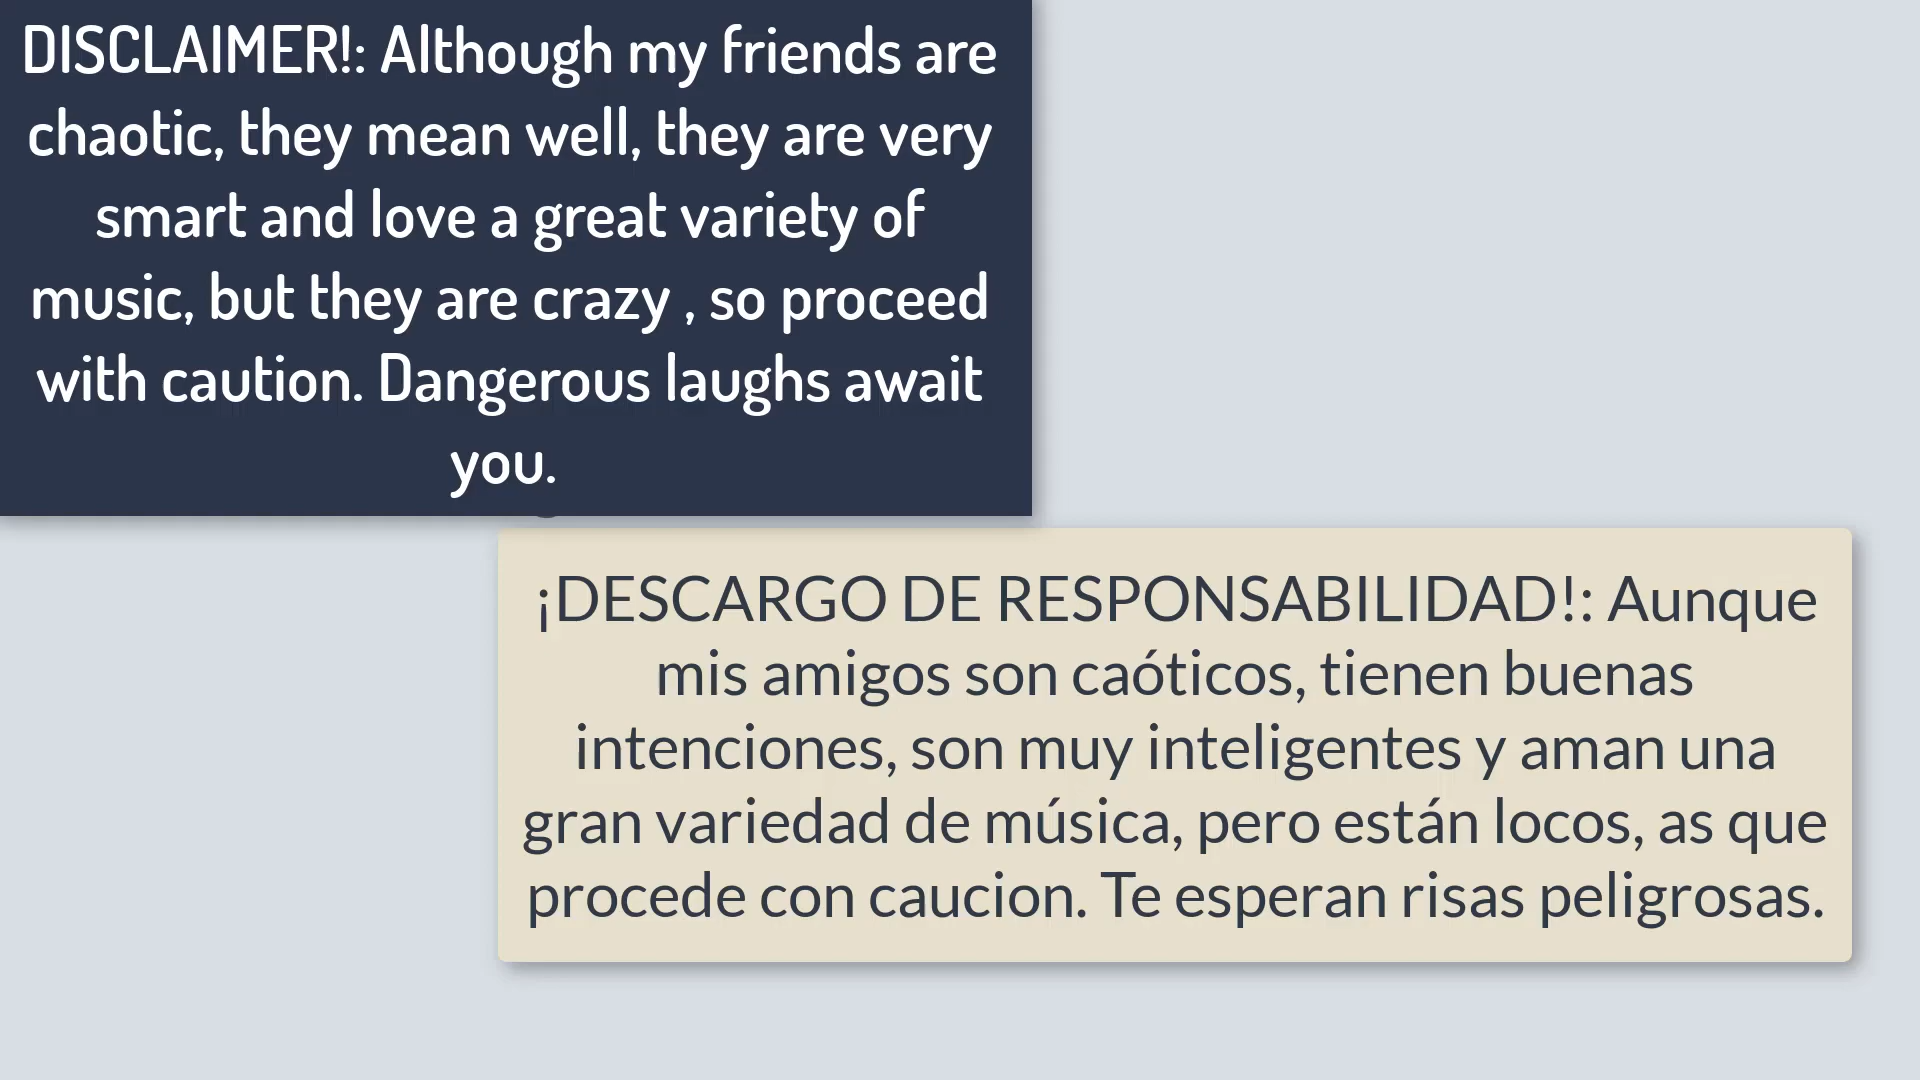 DISCLAIMER!: Although my friends are
chaotic, they mean well, they are very
smart and love a great variety of
music, but they are crazy , so proceed
with caution. Dangerous laughs await
you.
¡DESCARGO DE RESPONSABILIDAD!: Aunque
mis amigos son caóticos, tienen buenas
intenciones, son muy inteligentes y aman una
gran variedad de música, pero están locos, as que
procede con caucion. Te esperan risas peligrosas.